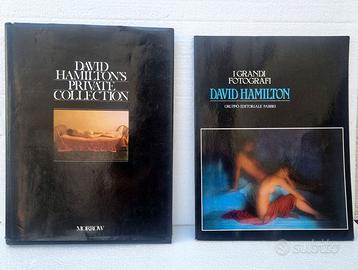 DAVID
HAMILTON'S
PRIVATE
COLLECTION
MORROW
I GRANDI
FOTOGRAFI
DAVID HAMILTON
GRUPPO EDITORIALE FABBRI
subito